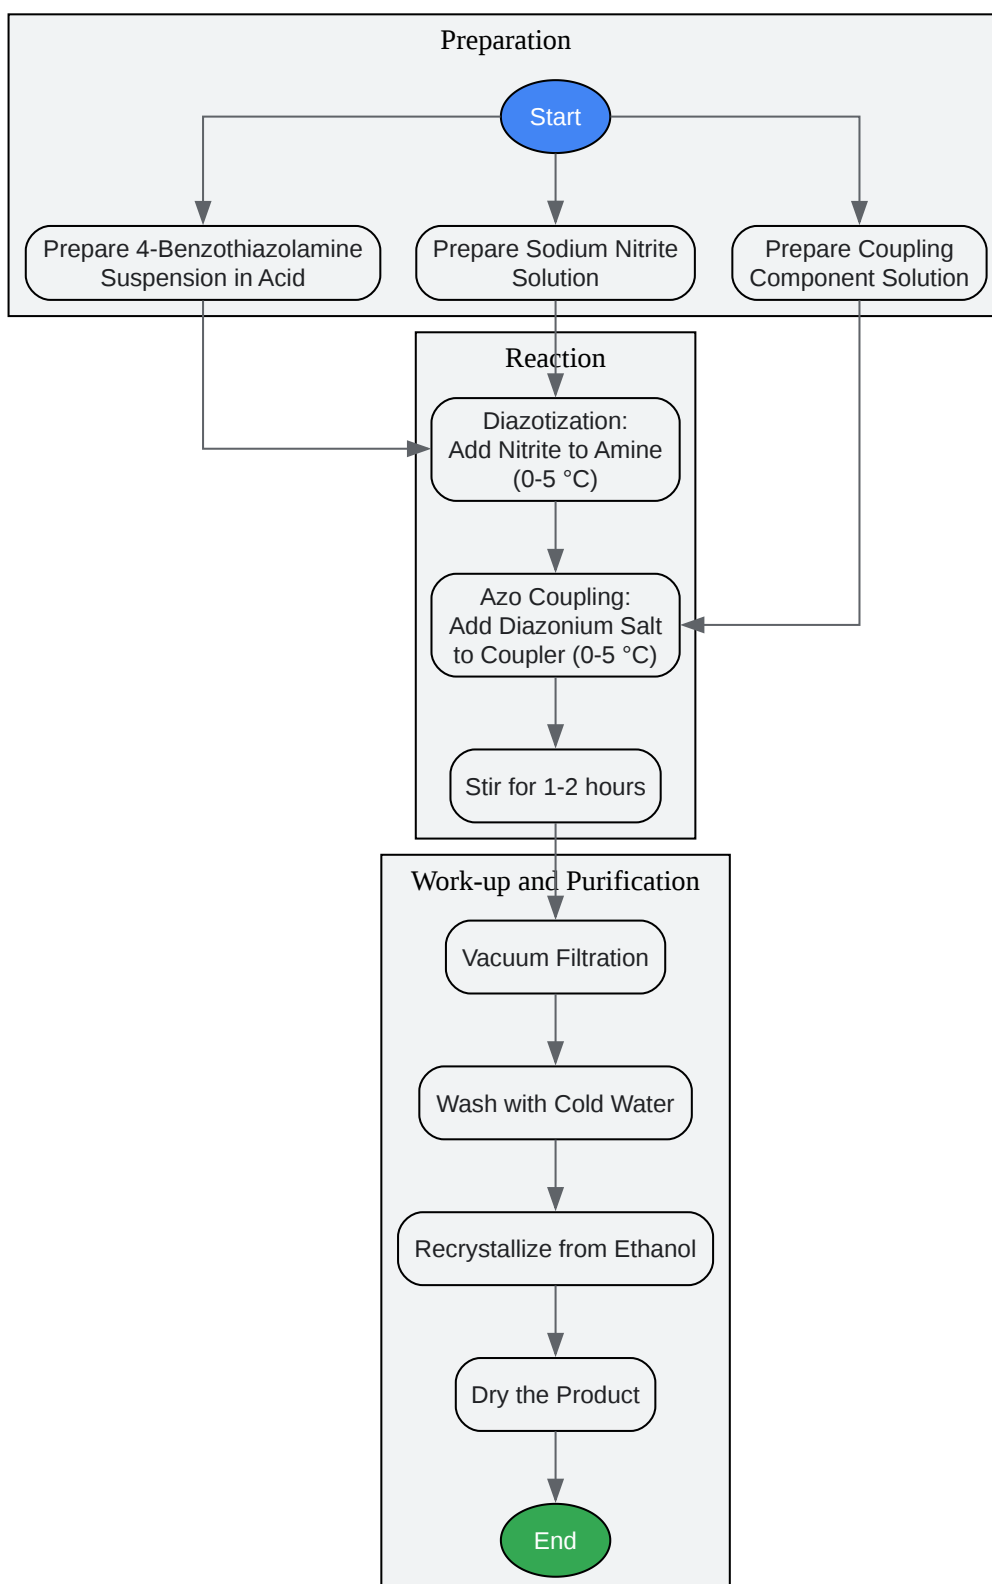 Preparation
Start
Prepare 4-Benzothiazolamine
Suspension in Acid
Prepare Sodium Nitrite
Solution
Prepare Coupling
Component Solution
Reaction
Diazotization:
Add Nitrite to Amine
(0-5 °C)
Azo Coupling:
Add Diazonium Salt
to Coupler (0-5 °C)
Stir for 1-2 hours
Work-up and Purification
Vacuum Filtration
Wash with Cold Water
Recrystallize from Ethanol
Dry the Product
End